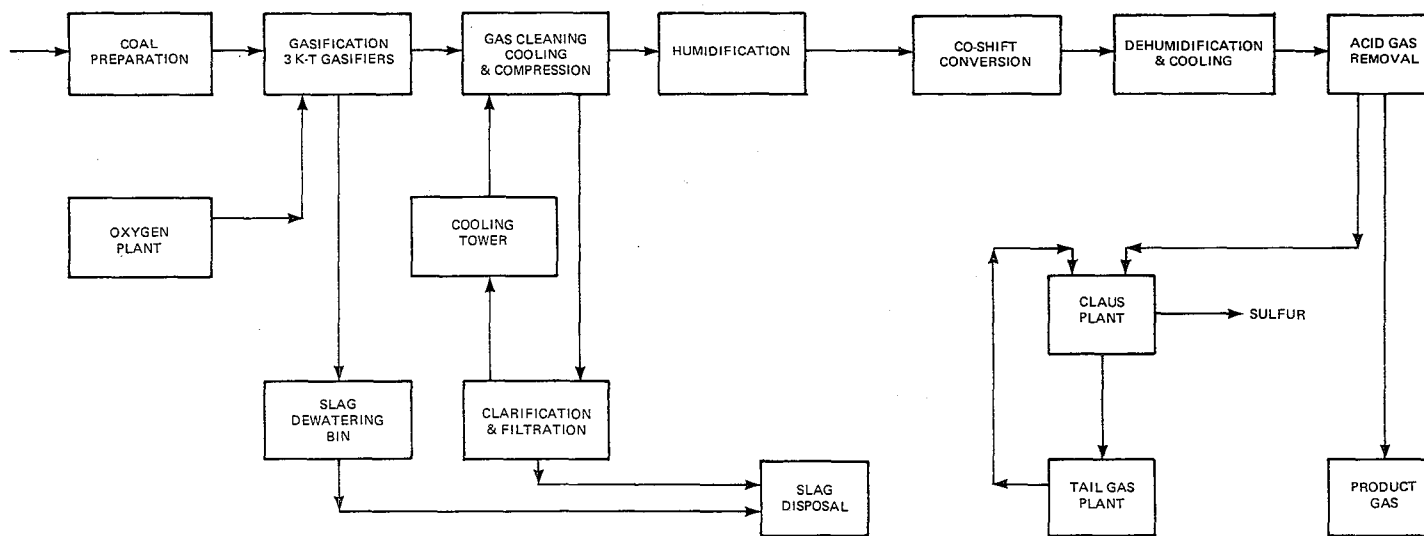 COAL
PREPARATION
GASIFICATION
3 K-T GASIFIERS
GAS CLEANING
COOLING
& COMPRESSION
HUMIDIFICATION
CO-SHIFT
CONVERSION
DEHUMIDIFICATION
& COOLING
ACID GAS
REMOVAL
OXYGEN
PLANT
COOLING
TOWER
CLAUS
PLANT
SULFUR
SLAG
DEWATERING
BIN
CLARIFICATION
& FILTRATION
SLAG
DISPOSAL
TAIL GAS
PLANT
PRODUCT
GAS